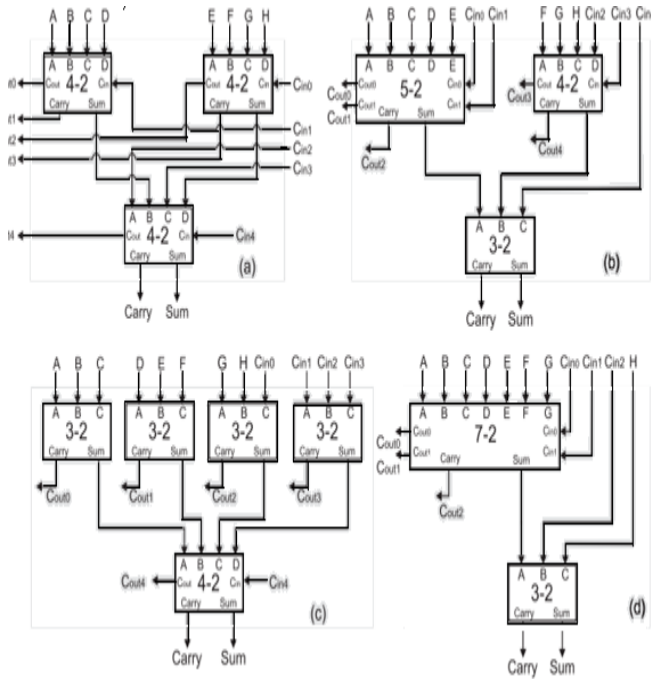 A B C D
E F G H
A B C D
4-2
Cout
Cin
Carry Sum
A B C D
4-2
Cout
Cin
Carry Sum
Cin0
Cin1
Cin2
Cin3
A B C D
4-2
Cout
Cin
Carry Sum
Cin4
(a)
Carry Sum
A B C D E Cin0 Cin1
F G H Cin2 Cin3 Cin
A B C D E
5-2
Cout0
Cout1
Cin0
Cin1
Carry Sum
Cout0
Cout1
Cout2
A B C D
4-2
Cout
Cin
Carry Sum
Cout3
Cout4
A B C
3-2
Carry Sum
(b)
Carry Sum
A B C
D E F
G H Cin0
Cin1 Cin2 Cin3
A B C
3-2
Carry Sum
A B C
3-2
Carry Sum
A B C
3-2
Carry Sum
A B C
3-2
Carry Sum
Cout0
Cout1
Cout2
Cout3
A B C D
4-2
Cout
Cin
Carry Sum
Cout4
Cin4
(c)
Carry Sum
A B C D E F G Cin0 Cin1 Cin2 H
A B C D E F G
7-2
Cout0
Cout1
Cin0
Cin1
Carry Sum
Cout0
Cout1
Cout2
A B C
3-2
Carry Sum
(d)
Carry Sum